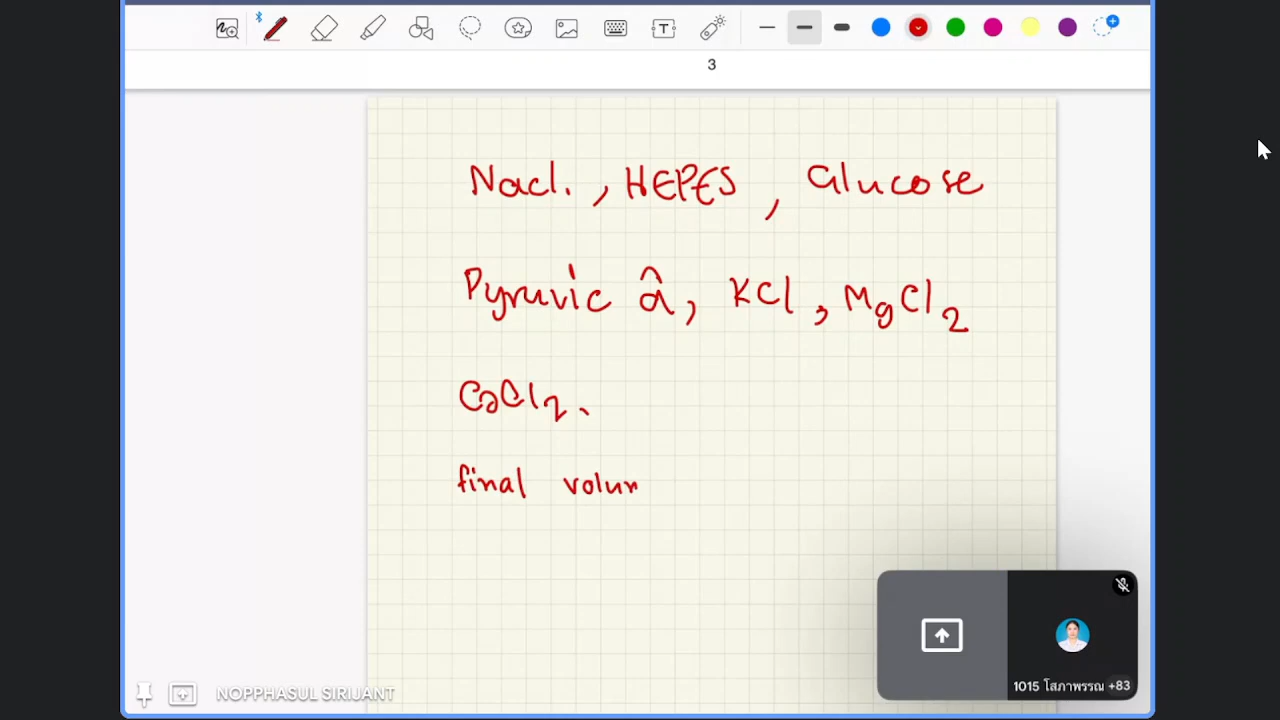 3
Nacl. , HEPES , Glucose
Pyruvic â, KCl, MgCl2
CaCl2.
final volum
1015 โสภาพรรณ +83
NOPPHASUL SIRIJANT